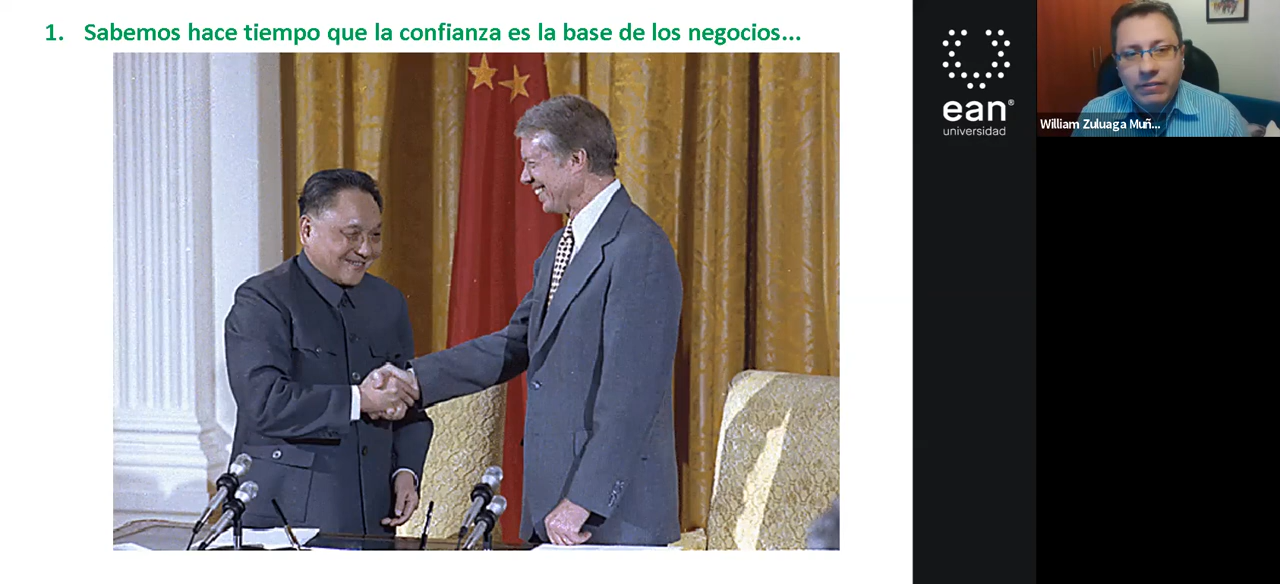 1. Sabemos hace tiempo que la confianza es la base de los negocios...
ean®
universidad
William Zuluaga Muñ...